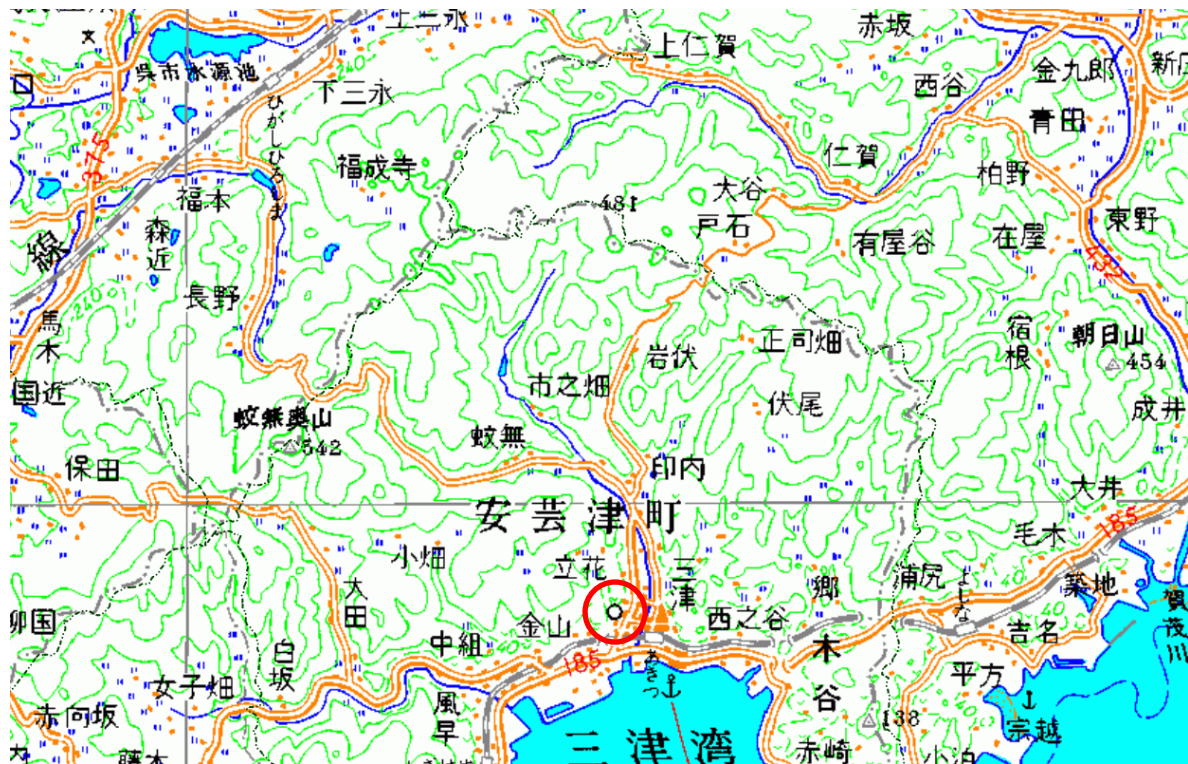 上三永
赤坂
上仁賀
新庄
金九郎
呉市水源池
下三永
西谷
青田
ひがしひろしま
375
福成寺
仁賀
柏野
福本
大谷
481
戸石
東野
線
森近
有屋谷
在屋
432
長野
馬木
正司畑
宿根
朝日山
454
岩伏
国近
市之畑
伏尾
成井
蚊無奥山
542
蚊無
保田
印内
大井
安芸津町
185
毛木
小畑
立花
三津
大田
郷
浦尻
よしな
築地
賀茂川
西之谷
金山
吉名
中組
白坂
185
あきつ
木谷
平方
女子畑
風早
138
宗越
赤向坂
三津湾
赤崎
小泊